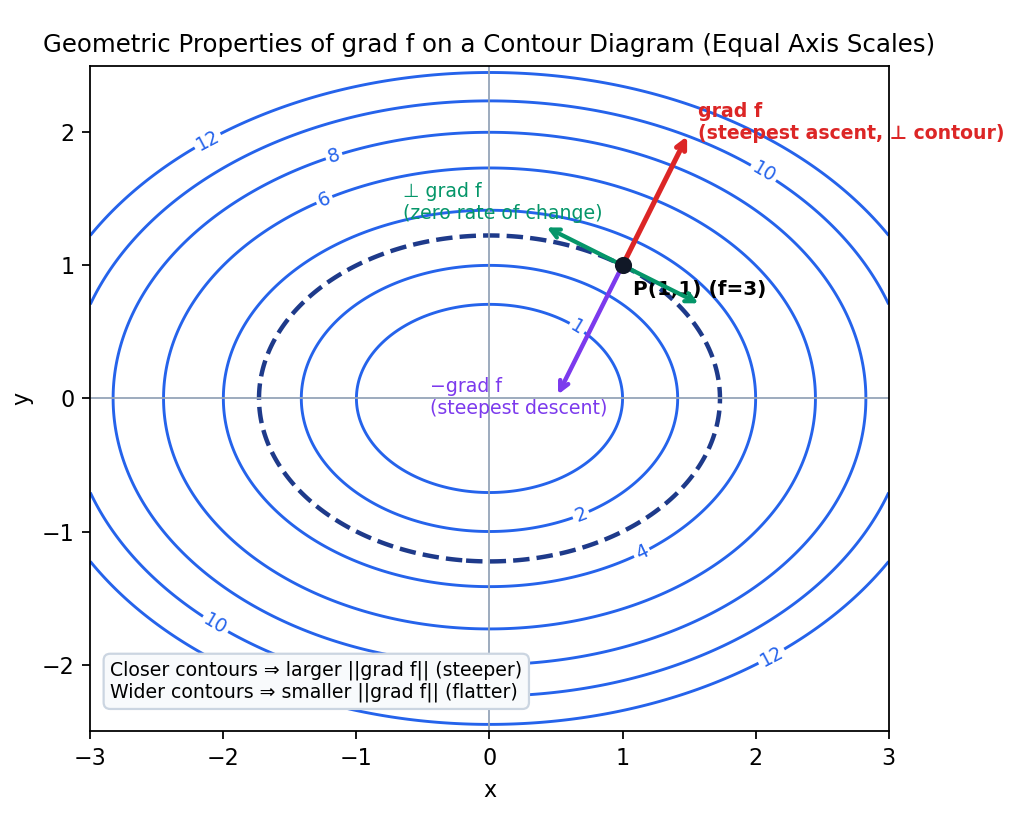 Geometric Properties of grad f on a Contour Diagram (Equal Axis Scales)
grad f
(steepest ascent, ⊥ contour)
12
8
10
6
⊥ grad f
(zero rate of change)
P(1,1) (f=3)
1
−grad f
(steepest descent)
2
4
10
12
Closer contours ⇒ larger ||grad f|| (steeper)
Wider contours ⇒ smaller ||grad f|| (flatter)
2
1
0
−1
−2
y
−3
−2
−1
0
1
2
3
x